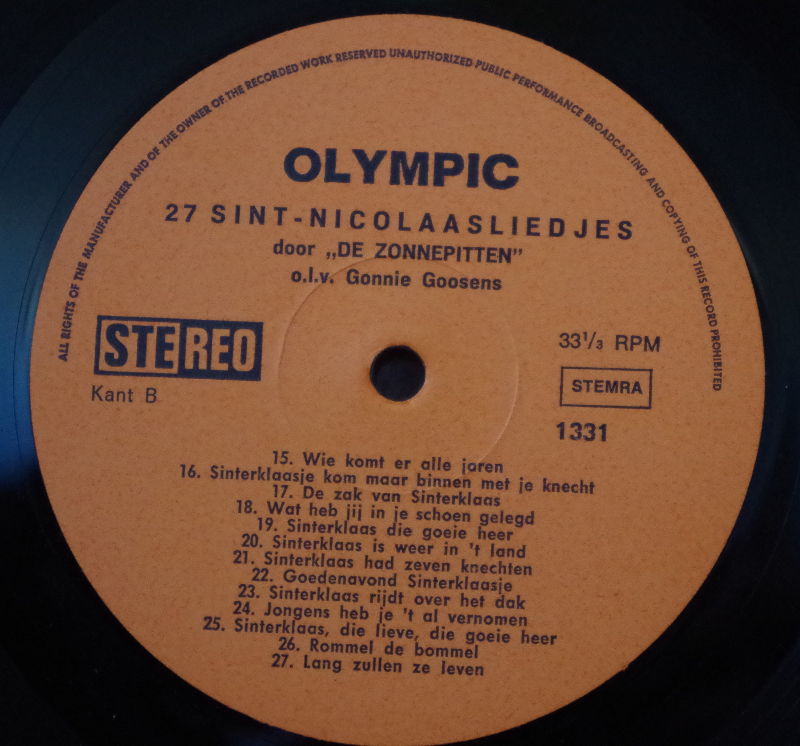 ALL RIGHTS OF THE MANUFACTURER AND OF THE OWNER OF THE RECORDED WORK RESERVED UNAUTHORIZED PUBLIC PERFORMANCE BROADCASTING AND COPYING OF THIS RECORD PROHIBITED
OLYMPIC
27 SINT-NICOLAASLIEDJES
door „DE ZONNEPITTEN”
o.l.v. Gonnie Goosens
STEREO
Kant B
33⅓ RPM
STEMRA
1331
15. Wie komt er alle joren
16. Sinterklaasje kom maar binnen met je knecht
17. De zak van Sinterklaas
18. Wat heb jij in je schoen gelegd
19. Sinterklaas die goeie heer
20. Sinterklaas is weer in 't land
21. Sinterklaas had zeven knechten
22. Goedenavond Sinterklaasje
23. Sinterklaas rijdt over het dak
24. Jongens heb je 't al vernomen
25. Sinterklaas, die lieve, die goeie heer
26. Rommel de bommel
27. Lang zullen ze leven